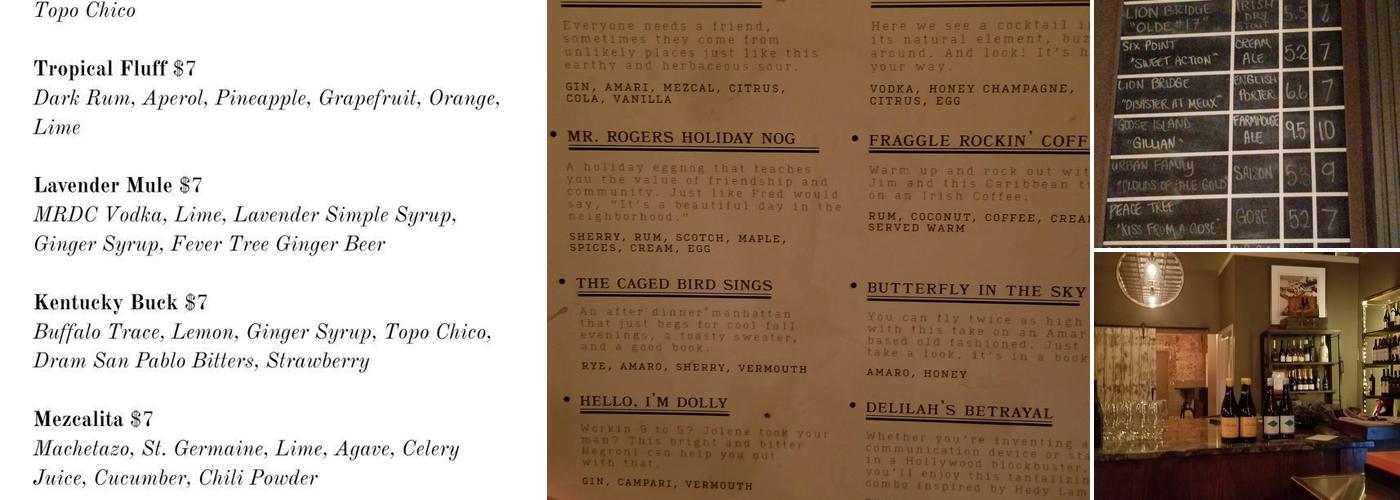 Topo Chico
Tropical Fluff $7
Dark Rum, Aperol, Pineapple, Grapefruit, Orange,
Lime
Lavender Mule $7
MRDC Vodka, Lime, Lavender Simple Syrup,
Ginger Syrup, Fever Tree Ginger Beer
Kentucky Buck $7
Buffalo Trace, Lemon, Ginger Syrup, Topo Chico,
Dram San Pablo Bitters, Strawberry
Mezcalita $7
Machetazo, St. Germaine, Lime, Agave, Celery
Juice, Cucumber, Chili Powder
Everyone needs a friend,
sometimes they come from
unlikely places just like this
earthy and herbaceous sour.
GIN, AMARI, MEZCAL, CITRUS,
COLA, VANILLA
• MR. ROGERS HOLIDAY NOG
A holiday eggnog that teaches
you the value of friendship and
community. Just like Fred would
say, "It's a beautiful day in the
neighborhood."
SHERRY, RUM, SCOTCH, MAPLE,
SPICES, CREAM, EGG
• THE CAGED BIRD SINGS
An after dinner manhattan
that just begs for cool fall
evenings, a toasty sweater,
and a good book.
RYE, AMARO, SHERRY, VERMOUTH
• HELLO, I'M DOLLY
Workin 9 to 5? Jolene took your
man? This bright and bitter
Negroni can help you out
with that.
GIN, CAMPARI, VERMOUTH
Here we see a cocktail i
its natural element, buz
around. And look! It's h
your way.
VODKA, HONEY CHAMPAGNE,
CITRUS, EGG
• FRAGGLE ROCKIN' COFF
Warm up and rock out wit
Jim and this Caribbean t
on an Irish Coffee.
RUM, COCONUT, COFFEE, CREA
SERVED WARM
• BUTTERFLY IN THE SKY
You can fly twice as high
with this take on an Amar
based old fashioned. Just
take a look, it's in a book
AMARO, HONEY
• DELILAH'S BETRAYAL
Whether you're inventing a
communication device or sta
in a Hollywood blockbuster,
you'll enjoy this tantalizin
combo inspired by Hedy Lam
LION BRIDGE "OLDE #17" IRISH DRY STOUT 5.5 7
SIX POINT "SWEET ACTION" CREAM ALE 5.2 7
LION BRIDGE "DISASTER AT MEUX" ENGLISH PORTER 6.6 7
GOOSE ISLAND "GILLIAN" FARMHOUSE ALE 9.5 10
URBAN FAMILY "CLOUDS OF PALE GOLD" SAISON 5.3 9
PEACE TREE "KISS FROM A GOSE" GOSE 5.2 7